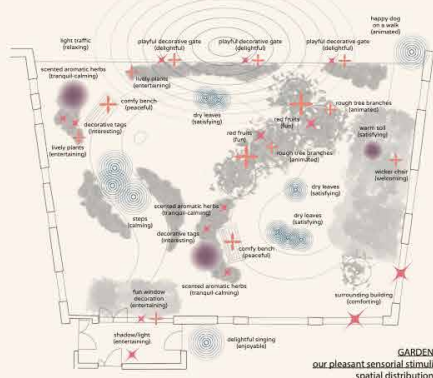 happy dog
on a walk
(animated)
light traffic
(relaxing)
playful decorative gate
(delightful)
playful decorative gate
(delightful)
playful decorative gate
(delightful)
scented aromatic herbs
(tranquil-calming)
lively plants
(entertaining)
comfy bench
(peaceful)
dry leaves
(satisfying)
rough tree branches
(animated)
decorative tags
(interesting)
red fruits
(fun)
warm soil
(satisfying)
red fruits
(fun)
lively plants
(entertaining)
rough tree branches
(animated)
wicker chair
(welcoming)
dry leaves
(satisfying)
scented aromatic herbs
(tranquil-calming)
steps
(calming)
dry leaves
(satisfying)
decorative tags
(interesting)
comfy bench
(peaceful)
scented aromatic herbs
(tranquil-calming)
fun window
decoration
(entertaining)
surrounding building
(comforting)
shadow/light
(entertaining)
delightful singing
(enjoyable)
GARDEN
our pleasant sensorial stimuli
spatial distribution